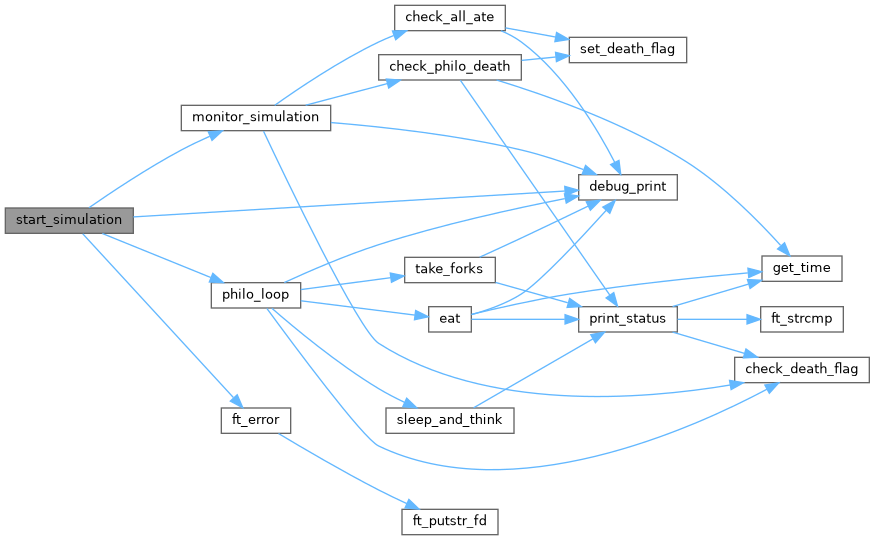 check_all_ate
set_death_flag
check_philo_death
monitor_simulation
debug_print
start_simulation
take_forks
get_time
philo_loop
eat
print_status
ft_strcmp
check_death_flag
ft_error
sleep_and_think
ft_putstr_fd